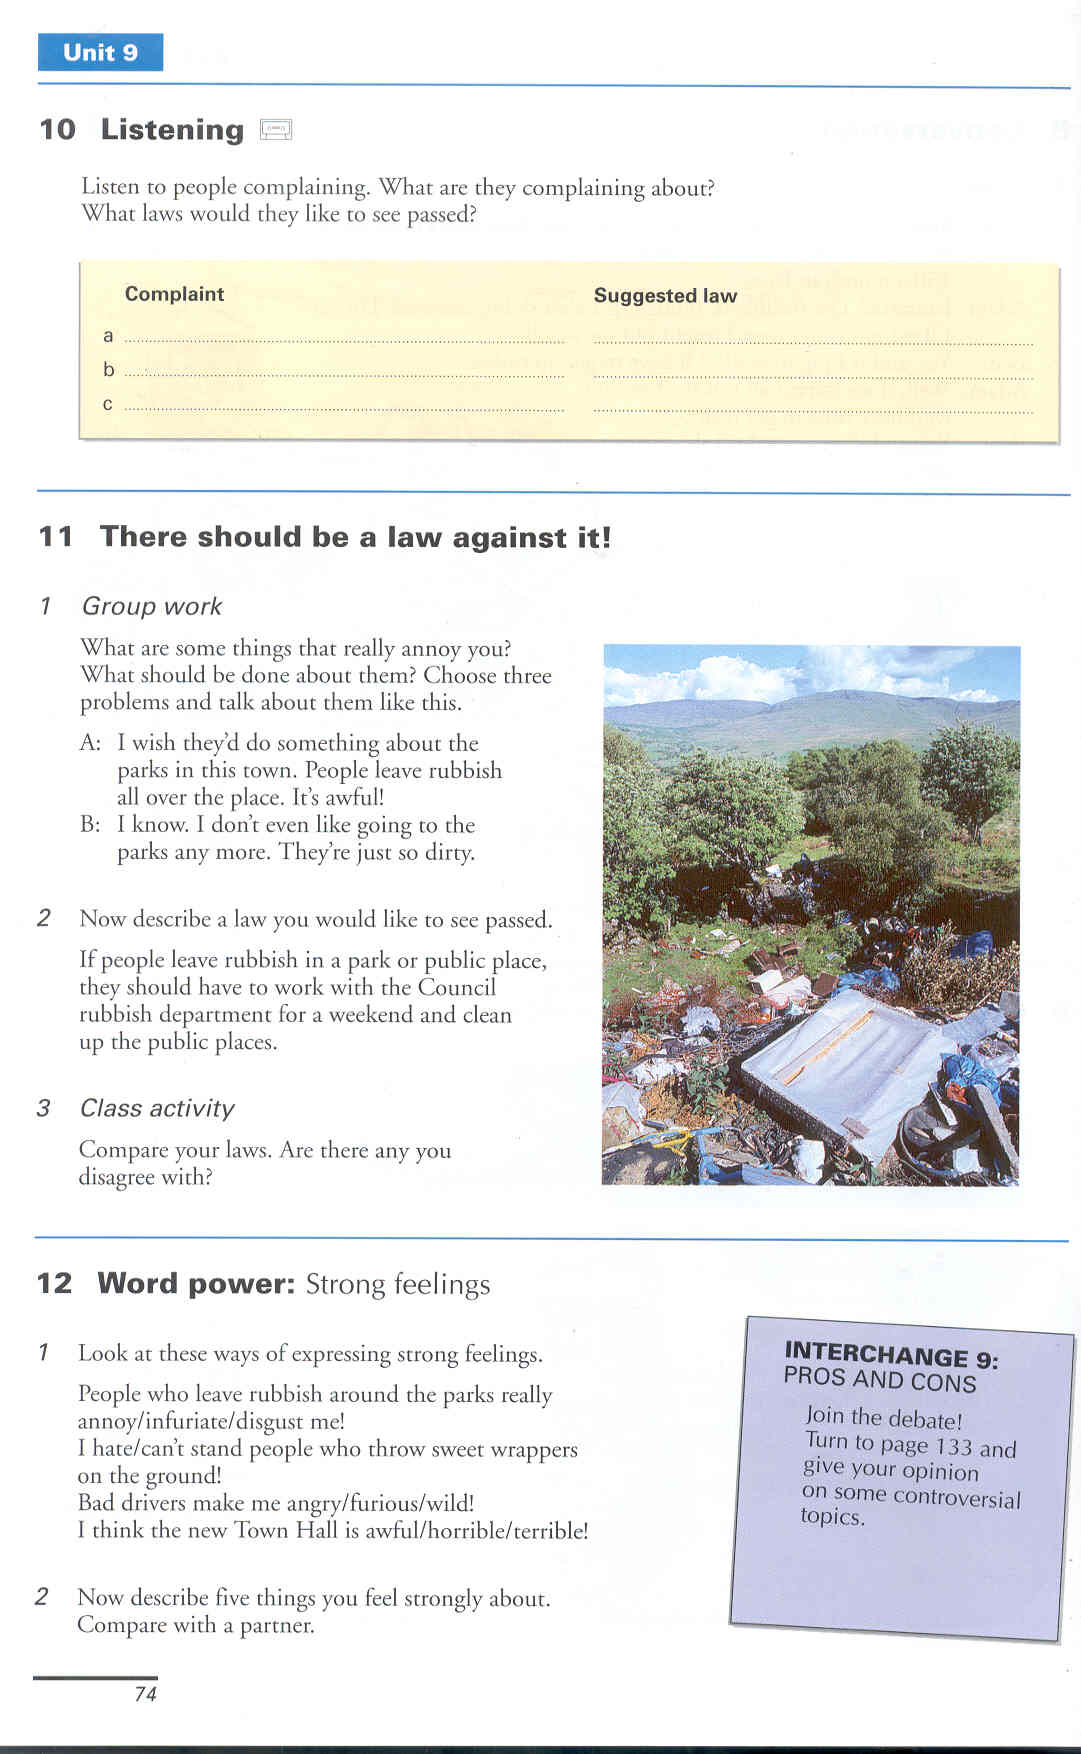 Unit 9
10 Listening
Listen to people complaining. What are they complaining about?
What laws would they like to see passed?
Complaint Suggested law
a
b
c
11 There should be a law against it!
1 Group work
What are some things that really annoy you?
What should be done about them? Choose three
problems and talk about them like this.
A: I wish they'd do something about the
parks in this town. People leave rubbish
all over the place. It's awful!
B: I know. I don't even like going to the
parks any more. They're just so dirty.
2 Now describe a law you would like to see passed.
If people leave rubbish in a park or public place,
they should have to work with the Council
rubbish department for a weekend and clean
up the public places.
3 Class activity
Compare your laws. Are there any you
disagree with?
12 Word power: Strong feelings
1 Look at these ways of expressing strong feelings.
People who leave rubbish around the parks really
annoy/infuriate/disgust me!
I hate/can't stand people who throw sweet wrappers
on the ground!
Bad drivers make me angry/furious/wild!
I think the new Town Hall is awful/horrible/terrible!
2 Now describe five things you feel strongly about.
Compare with a partner.
INTERCHANGE 9:
PROS AND CONS
Join the debate!
Turn to page 133 and
give your opinion
on some controversial
topics.
74